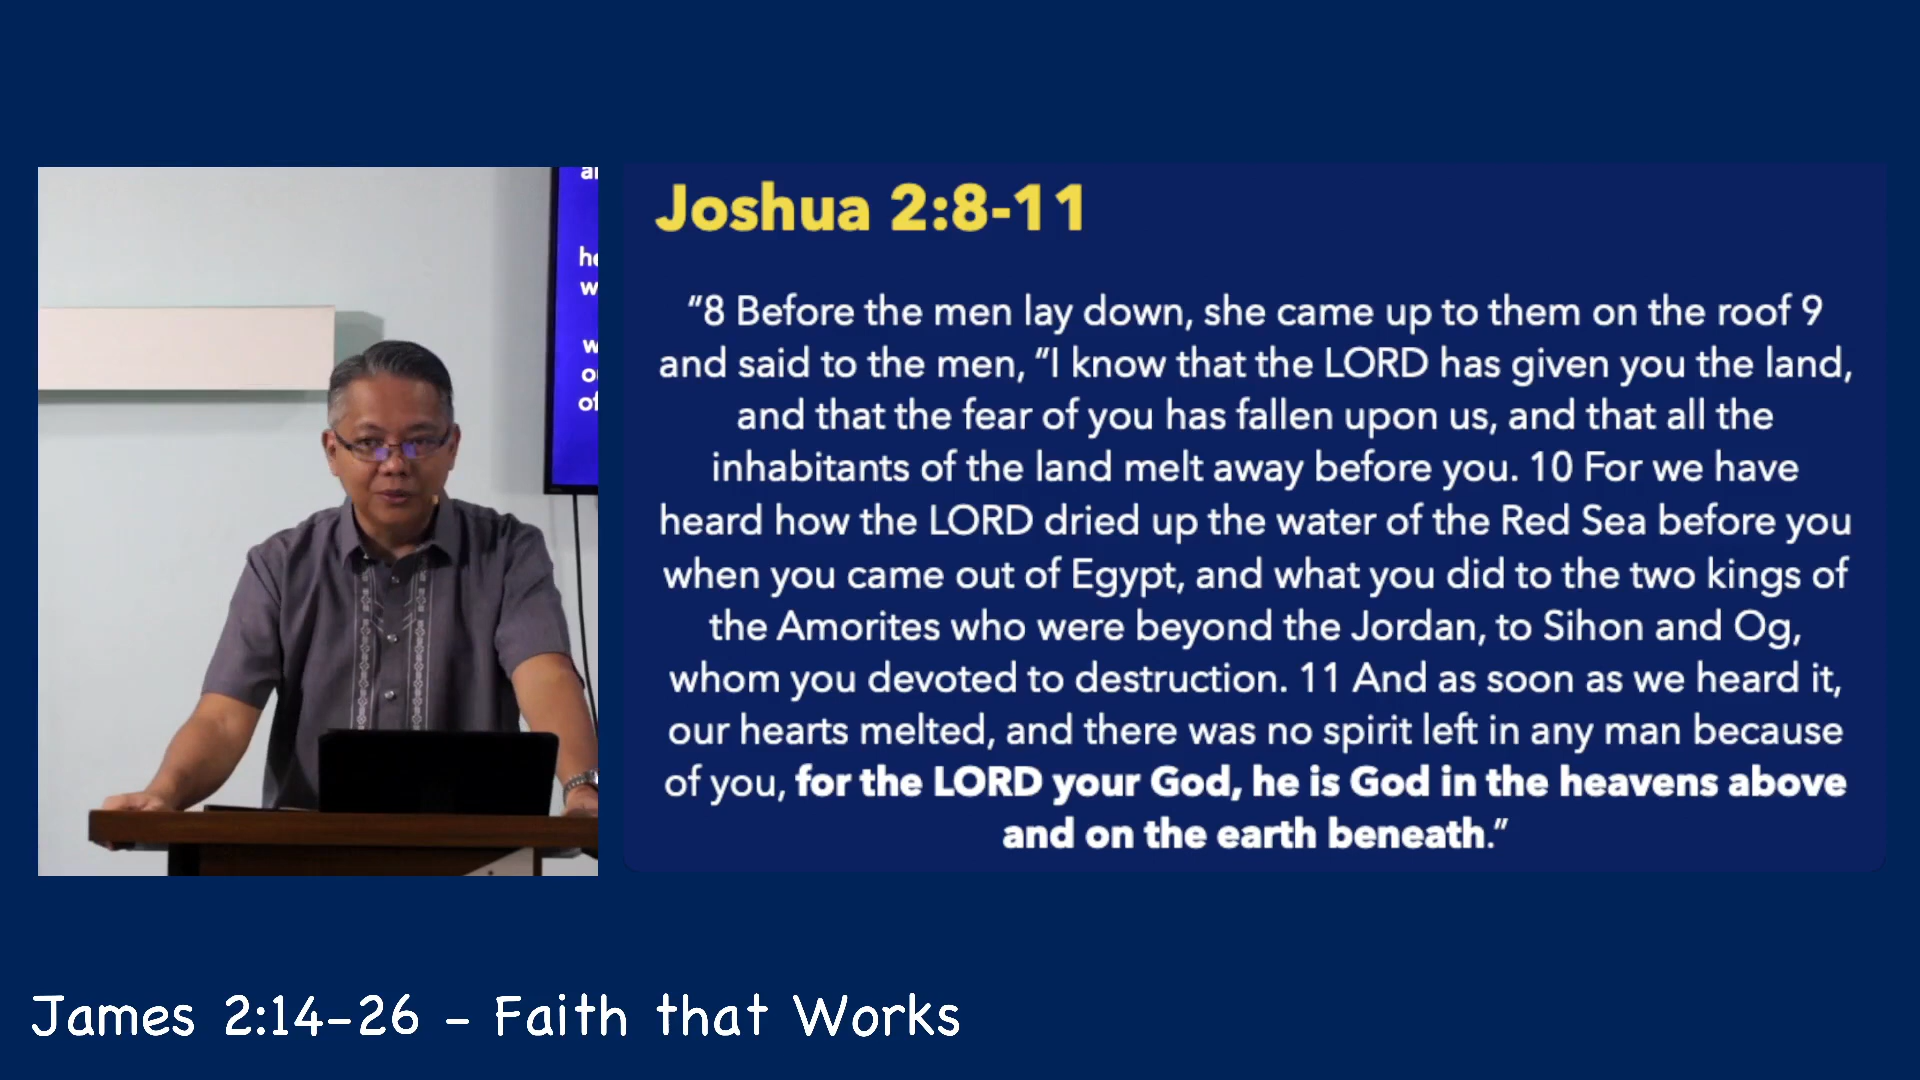 Joshua 2:8-11
“8 Before the men lay down, she came up to them on the roof 9
and said to the men, “I know that the LORD has given you the land,
and that the fear of you has fallen upon us, and that all the
inhabitants of the land melt away before you. 10 For we have
heard how the LORD dried up the water of the Red Sea before you
when you came out of Egypt, and what you did to the two kings of
the Amorites who were beyond the Jordan, to Sihon and Og,
whom you devoted to destruction. 11 And as soon as we heard it,
our hearts melted, and there was no spirit left in any man because
of you, for the LORD your God, he is God in the heavens above
and on the earth beneath.”
James 2:14-26 - Faith that Works